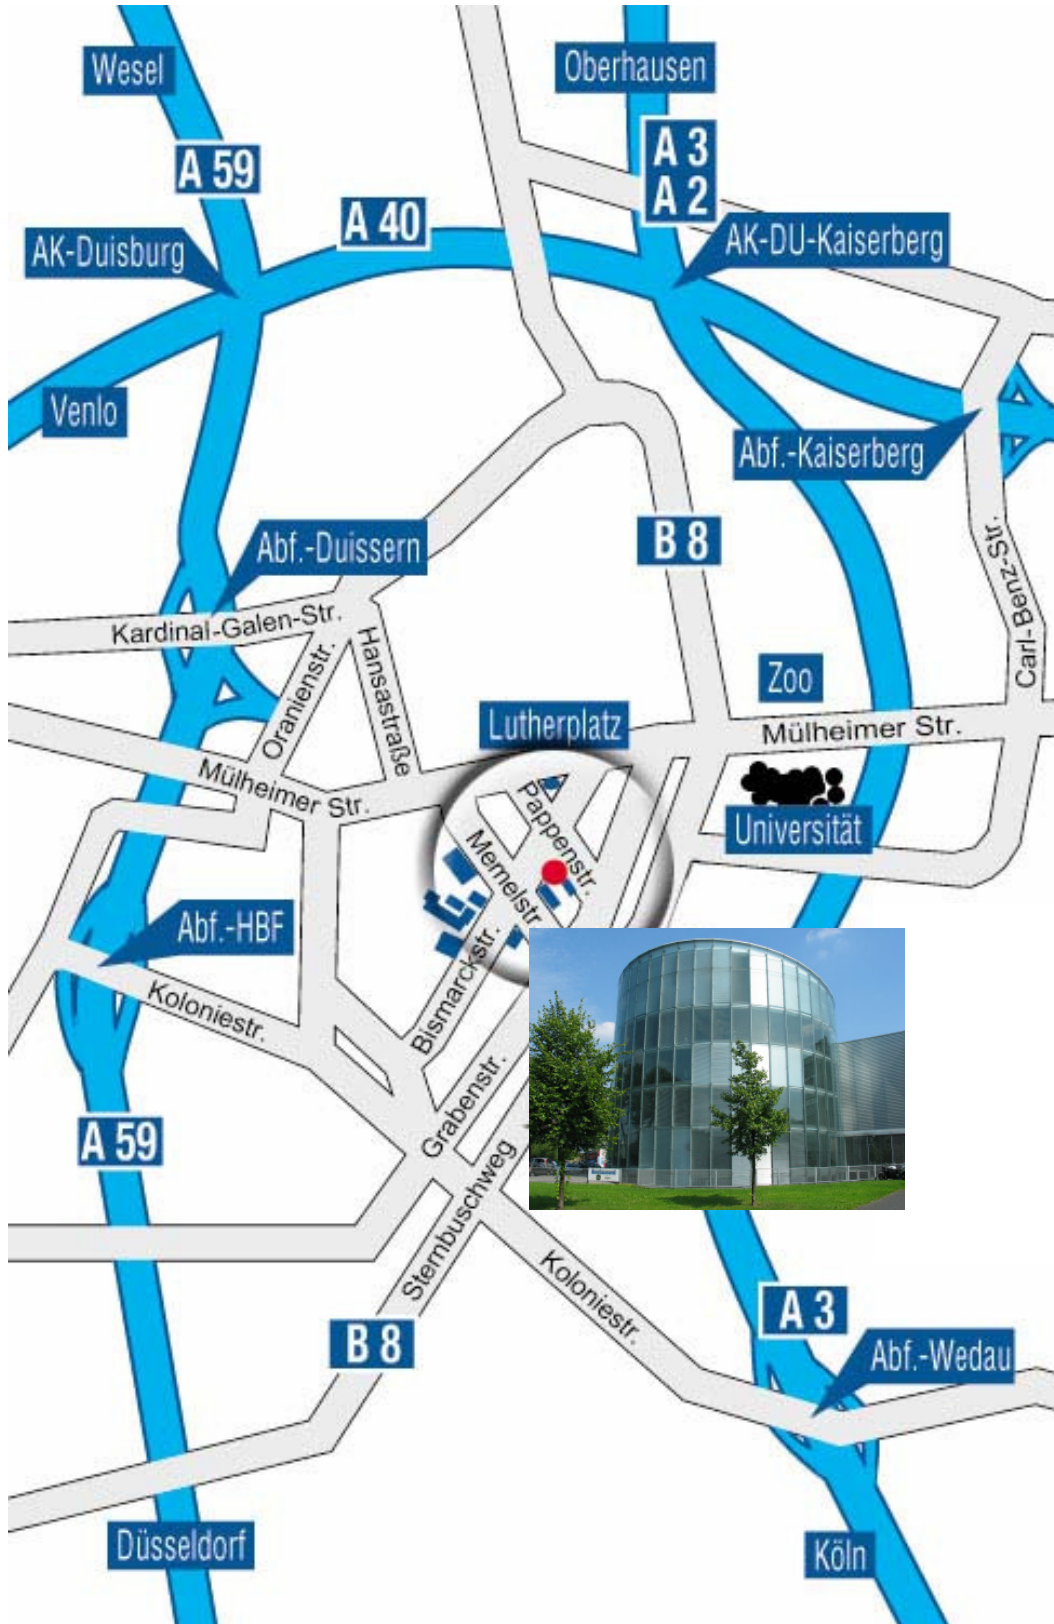 Wesel
Oberhausen
A 59
A 3
A 2
A 40
AK-Duisburg
AK-DU-Kaiserberg
Venlo
Abf.-Kaiserberg
Abf.-Duissern
B 8
Kardinal-Galen-Str.
Oranienstr.
Hansastraße
Carl-Benz-Str.
Zoo
Lutherplatz
Mülheimer Str.
Mülheimer Str.
Pappenstr.
Memelstr.
Universität
Abf.-HBF
Bismarckstr.
Koloniestr.
Grabenstr.
A 59
Sternbuschweg
Koloniestr.
A 3
B 8
Abf.-Wedau
Düsseldorf
Köln